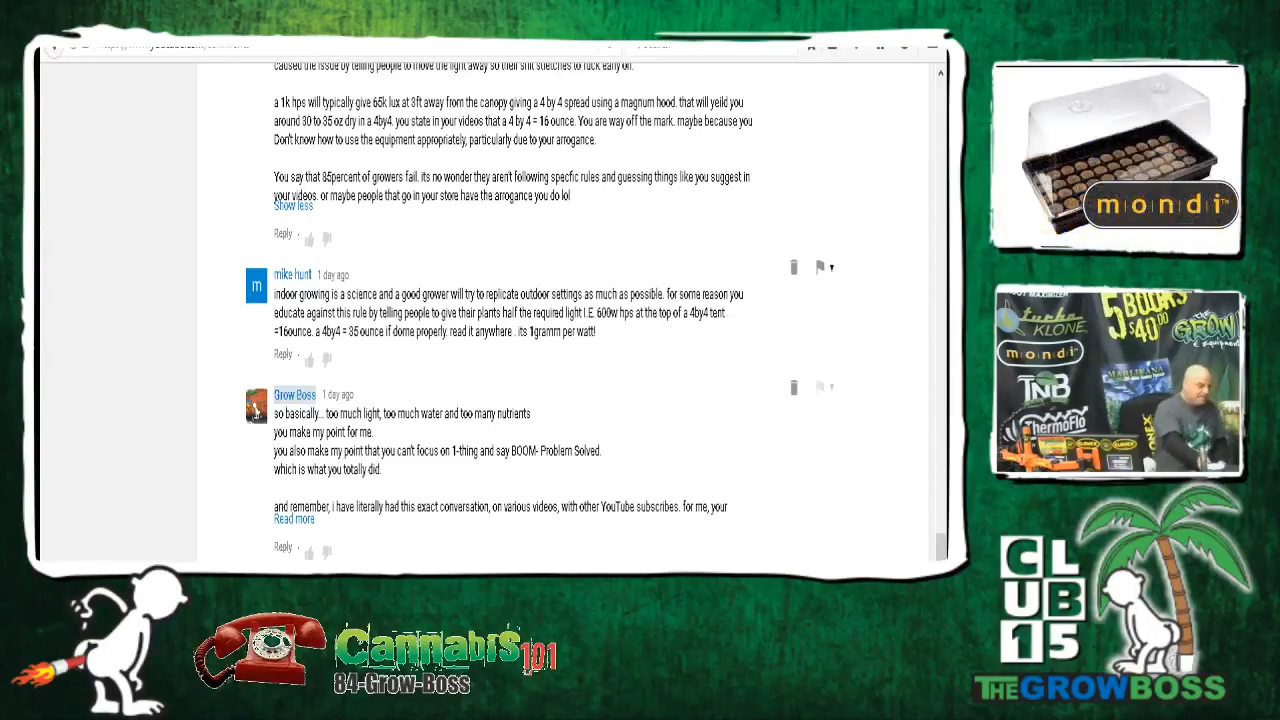 caused the issue by telling people to move the light away so their shit stretches to fuck early on.
a 1k hps will typically give 65k lux at 3ft away from the canopy giving a 4 by 4 spread using a magnum hood. that will yeild you
around 30 to 35 oz dry in a 4by4. you state in your videos that a 4 by 4 = 16 ounce. You are way off the mark. maybe because you
Don't know how to use the equipment appropriately, particularly due to your arrogance.
You say that 85percent of growers fail. its no wonder they aren't following specfic rules and guessing things like you suggest in
your videos. or maybe people that go in your store have the arrogance you do lol
Show less
Reply
m
mike hunt 1 day ago
indoor growing is a science and a good grower will try to replicate outdoor settings as much as possible. for some reason you
educate against this rule by telling people to give their plants half the required light I.E. 600w hps at the top of a 4by4 tent
=16ounce. a 4by4 = 35 ounce if dome properly. read it anywhere . its 1gramm per watt!
Reply
Grow Boss 1 day ago
so basically... too much light, too much water and too many nutrients
you make my point for me.
you also make my point that you can't focus on 1-thing and say BOOM- Problem Solved.
which is what you totally did.
and remember, i have literally had this exact conversation, on various videos, with other YouTube subscribes. for me, your
Read more
Reply
mondi™
5 BOOKS
$40.00
turbo
KLONE
THE GROW
& Equipment
mondi
TNB
MARIJUANA
ThermoFlo
CLONEX
CLUB
15
THEGROWBOSS
Cannabis 101
84-Grow-Boss